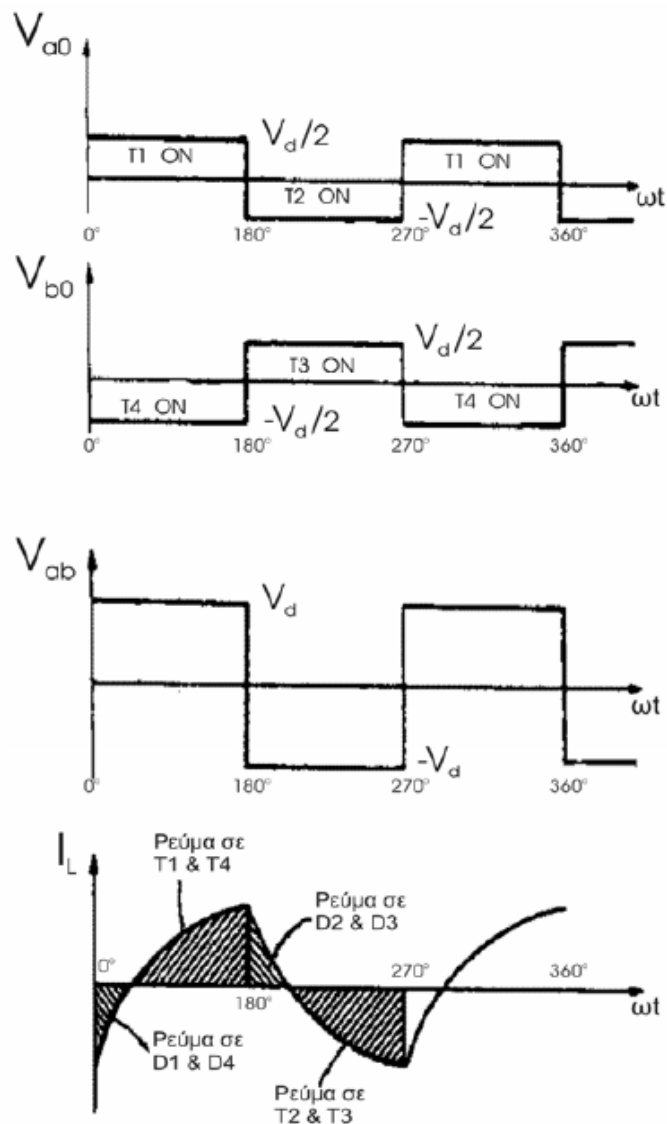 Va0
Vd/2
T1 ON
T1 ON
T2 ON
-Vd/2
ωt
0°
180°
270°
360°
Vb0
Vd/2
T3 ON
T4 ON
-Vd/2
T4 ON
ωt
0°
180°
270°
360°
Vab
Vd
ωt
-Vd
0°
180°
270°
360°
IL
Ρεύμα σε
T1 & T4
Ρεύμα σε
D2 & D3
0°
180°
270°
360°
ωt
Ρεύμα σε
D1 & D4
Ρεύμα σε
T2 & T3